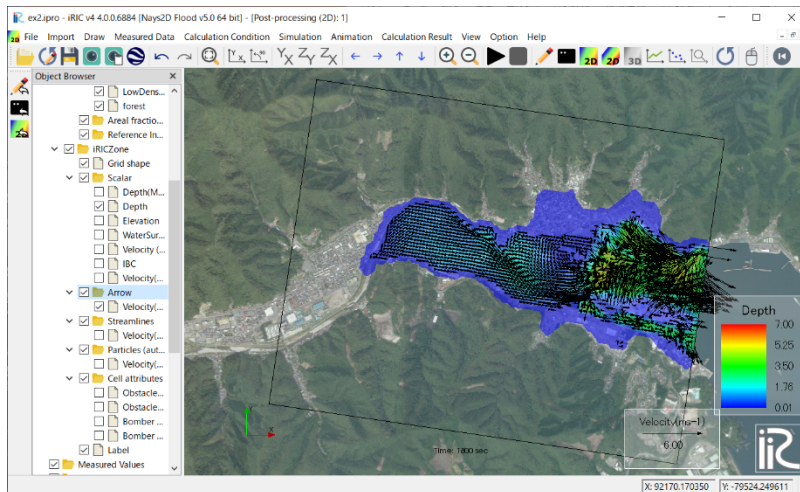 ex2.ipro - iRIC v4 4.0.0.6884 [Nays2D Flood v5.0 64 bit] - [Post-processing (2D): 1]
File Import Draw Measured Data Calculation Condition Simulation Animation Calculation Result View Option Help
Object Browser
LowDens...
forest
Areal fractio...
Reference In...
iRICZone
Grid shape
Scalar
Depth(M...
Depth
Elevation
WaterSur...
Velocity (...
IBC
Velocity(...
Arrow
Velocity(...
Streamlines
Velocity(...
Particles (aut...
Velocity(...
Cell attributes
Obstacle...
Obstacle...
Bomber ...
Bomber ...
Label
Measured Values
Depth
7.00
5.25
3.50
1.76
0.01
Velocity(ms-1)
6.00
Time: 1800 sec
iRIC
X: 92170.170350 Y: -79524.249611